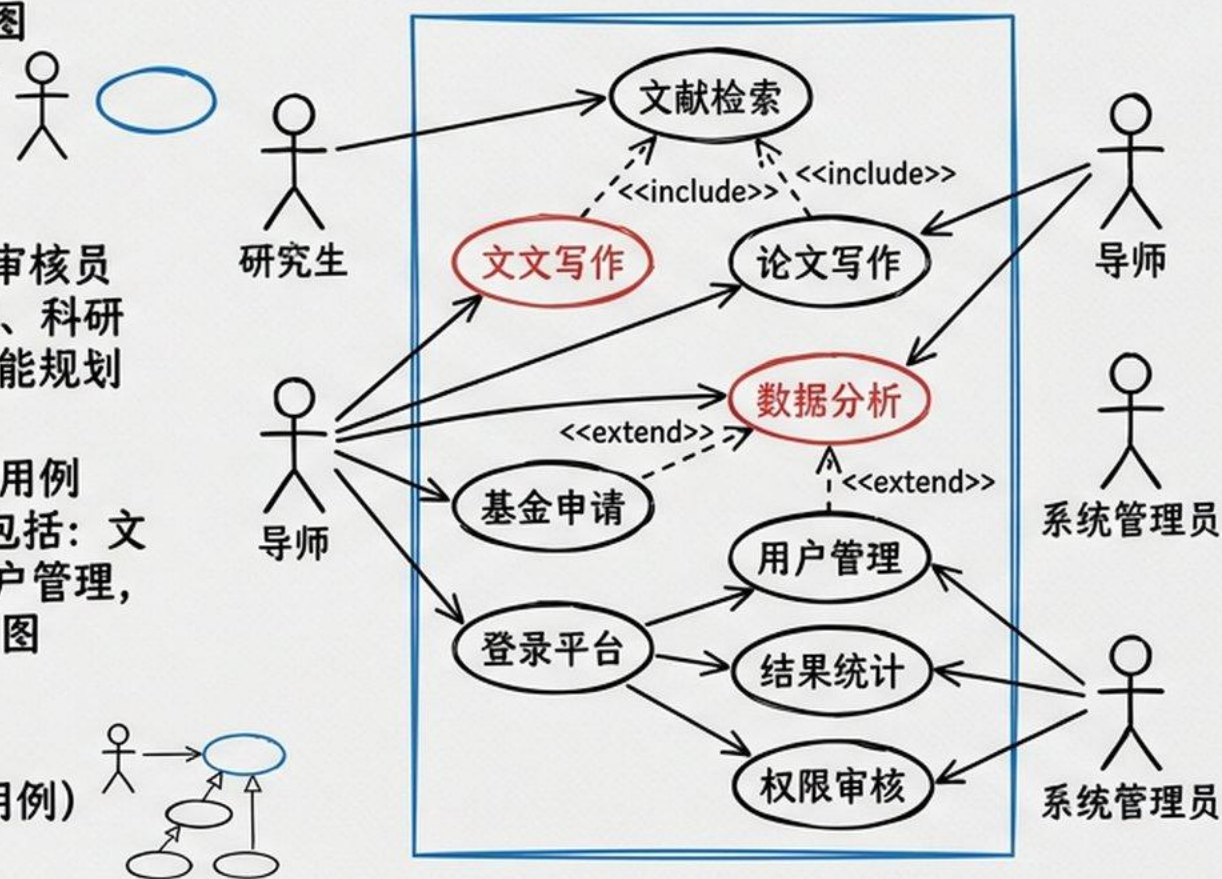 图
审核员
、科研
能规划
用例
包括：文
户管理，
图
用例）
研究生
导师
文献检索
<<include>>
<<include>>
文文写作
论文写作
数据分析
<<extend>>
基金申请
<<extend>>
用户管理
登录平台
结果统计
权限审核
导师
系统管理员
系统管理员